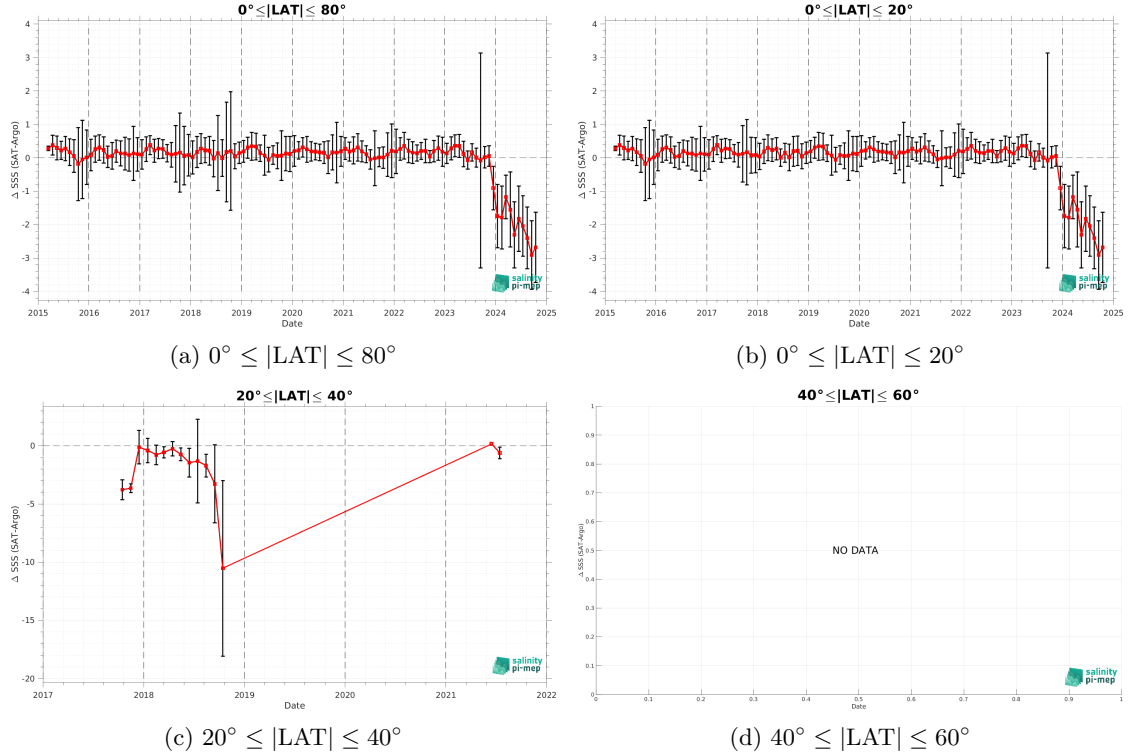 0°≤|LAT|≤ 80°
Δ SSS (SAT-Argo)
4
3
2
1
0
-1
-2
-3
-4
2015 2016 2017 2018 2019 2020 2021 2022 2023 2024 2025
Date
salinity
pi-mep
(a) 0° ≤ |LAT| ≤ 80°
0°≤|LAT|≤ 20°
Δ SSS (SAT-Argo)
4
3
2
1
0
-1
-2
-3
-4
2015 2016 2017 2018 2019 2020 2021 2022 2023 2024 2025
Date
salinity
pi-mep
(b) 0° ≤ |LAT| ≤ 20°
20°≤|LAT|≤ 40°
Δ SSS (SAT-Argo)
0
-5
-10
-15
-20
2017 2018 2019 2020 2021 2022
Date
salinity
pi-mep
(c) 20° ≤ |LAT| ≤ 40°
40°≤|LAT|≤ 60°
Δ SSS (SAT-Argo)
1
0.9
0.8
0.7
0.6
0.5
0.4
0.3
0.2
0.1
0
NO DATA
0 0.1 0.2 0.3 0.4 0.5 0.6 0.7 0.8 0.9 1
Date
salinity
pi-mep
(d) 40° ≤ |LAT| ≤ 60°